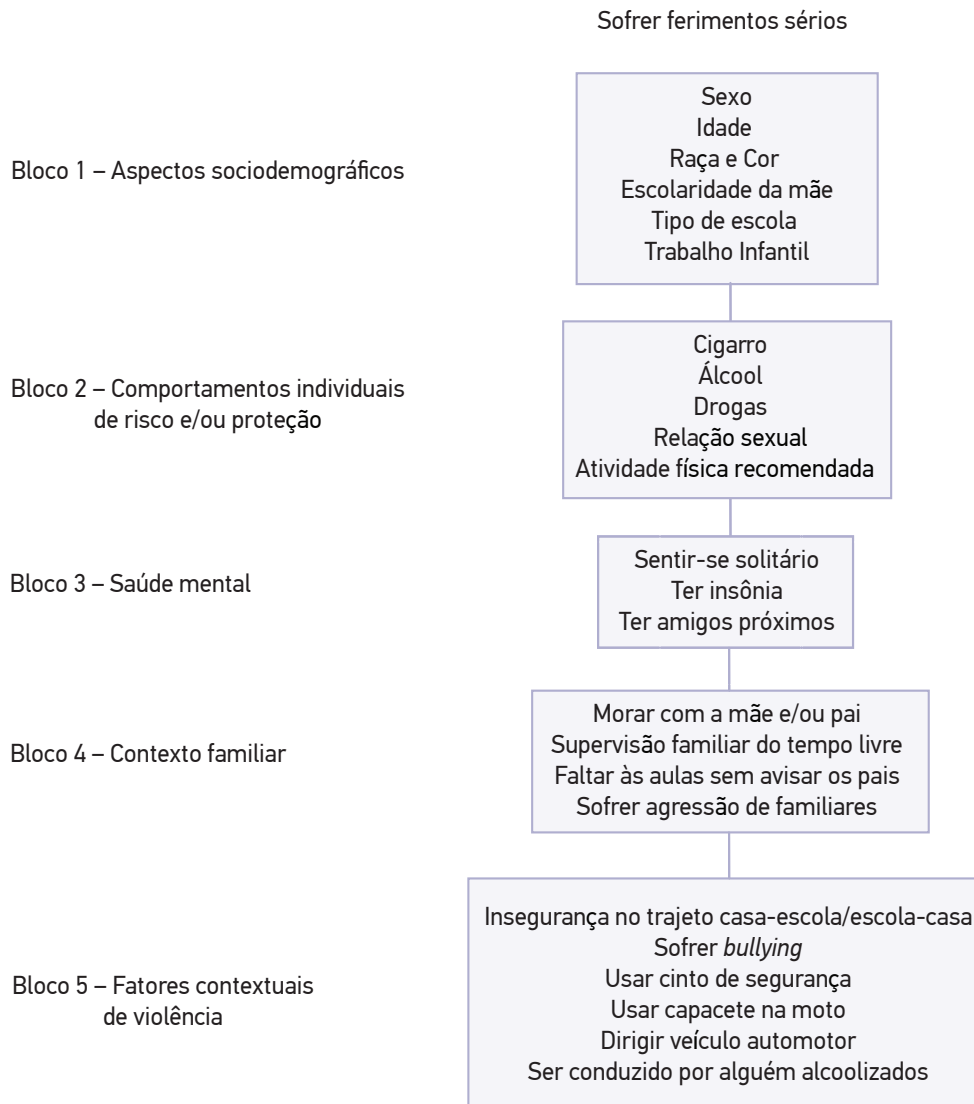 Sofrer ferimentos sérios
Bloco 1 – Aspectos sociodemográficos
Sexo
Idade
Raça e Cor
Escolaridade da mãe
Tipo de escola
Trabalho Infantil
Bloco 2 – Comportamentos individuais
de risco e/ou proteção
Cigarro
Álcool
Drogas
Relação sexual
Atividade física recomendada
Bloco 3 – Saúde mental
Sentir-se solitário
Ter insônia
Ter amigos próximos
Bloco 4 – Contexto familiar
Morar com a mãe e/ou pai
Supervisão familiar do tempo livre
Faltar às aulas sem avisar os pais
Sofrer agressão de familiares
Bloco 5 – Fatores contextuais
de violência
Insegurança no trajeto casa-escola/escola-casa
Sofrer bullying
Usar cinto de segurança
Usar capacete na moto
Dirigir veículo automotor
Ser conduzido por alguém alcoolizados